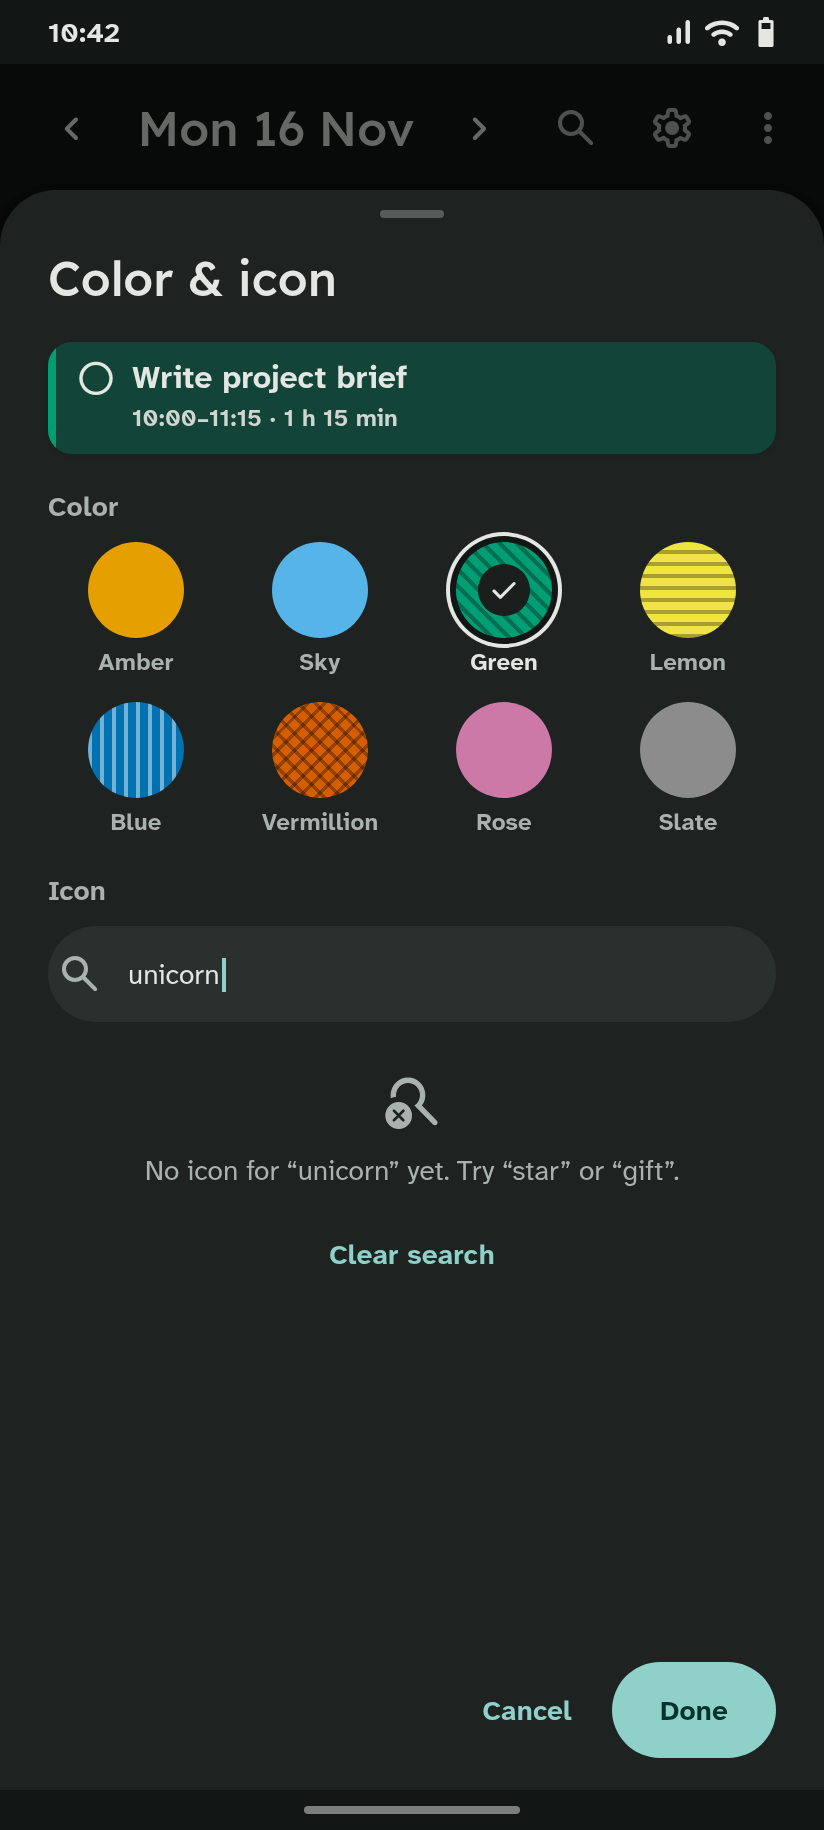 10:42
Mon 16 Nov
Color & icon
Write project brief
10:00–11:15 · 1 h 15 min
Color
Amber
Sky
Green
Lemon
Blue
Vermillion
Rose
Slate
Icon
unicorn
No icon for “unicorn” yet. Try “star” or “gift”.
Clear search
Cancel
Done